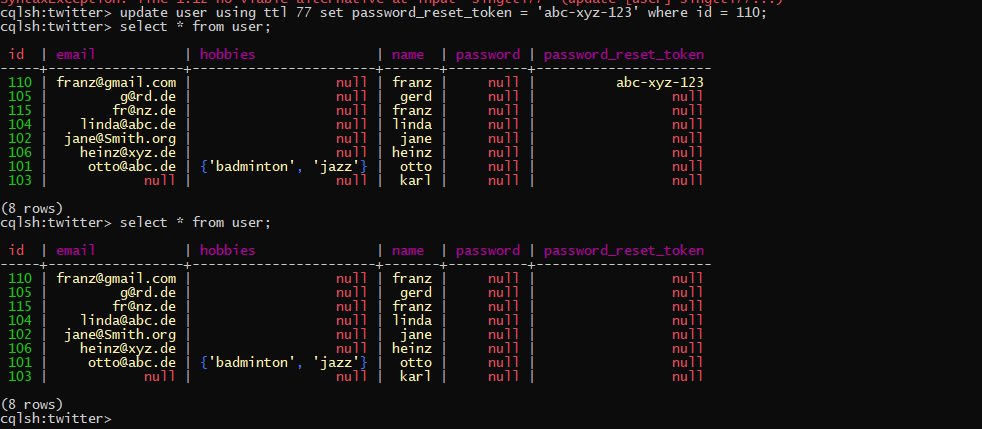 cqlsh:twitter> update user using ttl 77 set password_reset_token = 'abc-xyz-123' where id = 110;
cqlsh:twitter> select * from user;
id | email | hobbies | name | password | password_reset_token
-----+-----------------+----------------------+-------+----------+----------------------
110 | franz@gmail.com | null | franz | null | abc-xyz-123
105 | g@rd.de | null | gerd | null | null
115 | fr@nz.de | null | franz | null | null
104 | linda@abc.de | null | linda | null | null
102 | jane@Smith.org | null | jane | null | null
106 | heinz@xyz.de | null | heinz | null | null
101 | otto@abc.de | {'badminton', 'jazz'} | otto | null | null
103 | null | null | karl | null | null
(8 rows)
cqlsh:twitter> select * from user;
id | email | hobbies | name | password | password_reset_token
-----+-----------------+----------------------+-------+----------+----------------------
110 | franz@gmail.com | null | franz | null | null
105 | g@rd.de | null | gerd | null | null
115 | fr@nz.de | null | franz | null | null
104 | linda@abc.de | null | linda | null | null
102 | jane@Smith.org | null | jane | null | null
106 | heinz@xyz.de | null | heinz | null | null
101 | otto@abc.de | {'badminton', 'jazz'} | otto | null | null
103 | null | null | karl | null | null
(8 rows)
cqlsh:twitter>